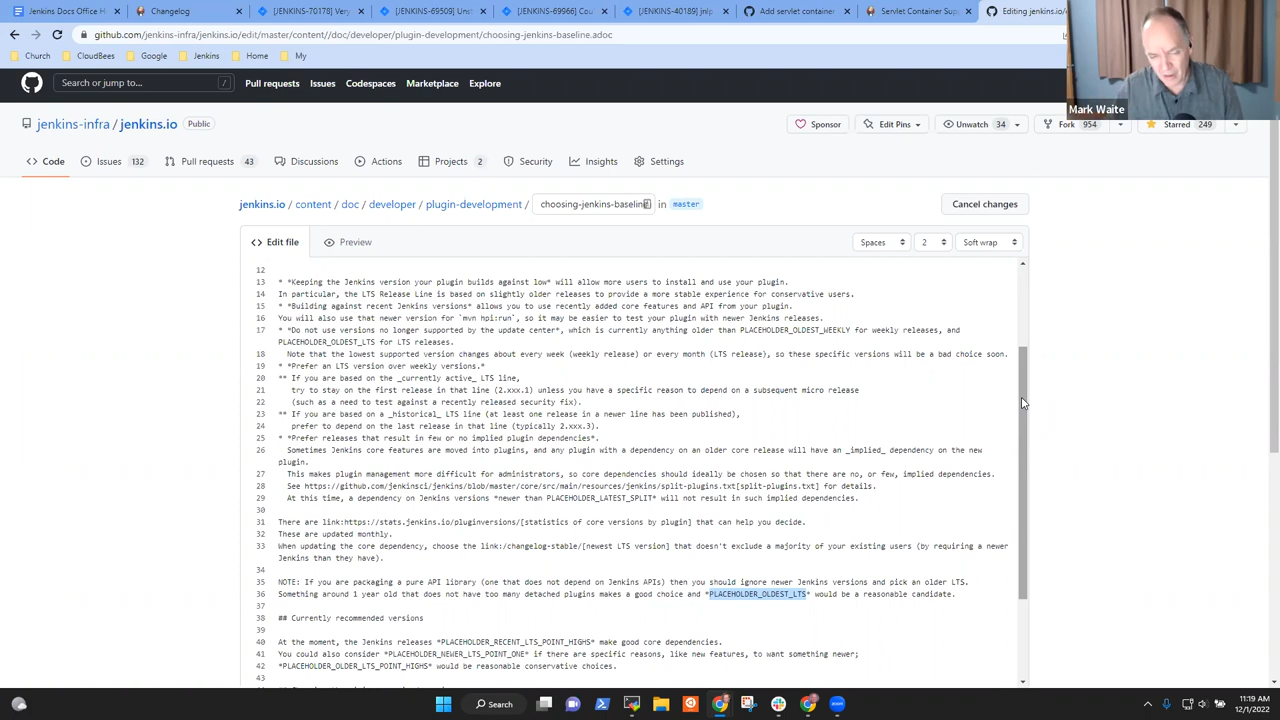 Jenkins Docs Office H
Changelog
[JENKINS-70178] Very
[JENKINS-69509] Un
[JENKINS-69966] Cou
[JENKINS-40189] jnlp
Add servlet container
Servlet Container Sup
Editing jenkins.io/
github.com/jenkins-infra/jenkins.io/edit/master/content//doc/developer/plugin-development/choosing-jenkins-baseline.adoc
Church
CloudBees
Google
Jenkins
Home
My
Search or jump to...
/
Pull requests
Issues
Codespaces
Marketplace
Explore
Mark Waite
jenkins-infra / jenkins.io
Public
Sponsor
Edit Pins
Unwatch 34
Fork 954
Starred 249
Code
Issues 132
Pull requests 43
Discussions
Actions
Projects 2
Security
Insights
Settings
jenkins.io / content / doc / developer / plugin-development / choosing-jenkins-baseline in master
Cancel changes
Edit file
Preview
Spaces
2
Soft wrap
12
13 * *Keeping the Jenkins version your plugin builds against low* will allow more users to install and use your plugin.
14 In particular, the LTS Release Line is based on slightly older releases to provide a more stable experience for conservative users.
15 * *Building against recent Jenkins versions* allows you to use recently added core features and API from your plugin.
16 You will also use that newer version for `mvn hpi:run`, so it may be easier to test your plugin with newer Jenkins releases.
17 * *Do not use versions no longer supported by the update center*, which is currently anything older than PLACEHOLDER_OLDEST_WEEKLY for weekly releases, and
PLACEHOLDER_OLDEST_LTS for LTS releases.
18 Note that the lowest supported version changes about every week (weekly release) or every month (LTS release), so these specific versions will be a bad choice soon.
19 * *Prefer an LTS version over weekly versions.*
20 ** If you are based on the _currently active_ LTS line,
21 try to stay on the first release in that line (2.xxx.1) unless you have a specific reason to depend on a subsequent micro release
22 (such as a need to test against a recently released security fix).
23 ** If you are based on a _historical_ LTS line (at least one release in a newer line has been published),
24 prefer to depend on the last release in that line (typically 2.xxx.3).
25 * *Prefer releases that result in few or no implied plugin dependencies*.
26 Sometimes Jenkins core features are moved into plugins, and any plugin with a dependency on an older core release will have an _implied_ dependency on the new
plugin.
27 This makes plugin management more difficult for administrators, so core dependencies should ideally be chosen so that there are no, or few, implied dependencies.
28 See https://github.com/jenkinsci/jenkins/blob/master/core/src/main/resources/jenkins/split-plugins.txt[split-plugins.txt] for details.
29 At this time, a dependency on Jenkins versions *newer than PLACEHOLDER_LATEST_SPLIT* will not result in such implied dependencies.
30
31 There are link:https://stats.jenkins.io/pluginversions/[statistics of core versions by plugin] that can help you decide.
32 These are updated monthly.
33 When updating the core dependency, choose the link:/changelog-stable/[newest LTS version] that doesn't exclude a majority of your existing users (by requiring a newer
Jenkins than they have).
34
35 NOTE: If you are packaging a pure API library (one that does not depend on Jenkins APIs) then you should ignore newer Jenkins versions and pick an older LTS.
36 Something around 1 year old that does not have too many detached plugins makes a good choice and *PLACEHOLDER_OLDEST_LTS* would be a reasonable candidate.
37
38 ## Currently recommended versions
39
40 At the moment, the Jenkins releases *PLACEHOLDER_RECENT_LTS_POINT_HIGHS* make good core dependencies.
41 You could also consider *PLACEHOLDER_NEWER_LTS_POINT_ONE* if there are specific reasons, like new features, to want something newer;
42 *PLACEHOLDER_OLDER_LTS_POINT_HIGHS* would be reasonable conservative choices.
43
Search
11:19 AM
12/1/2022